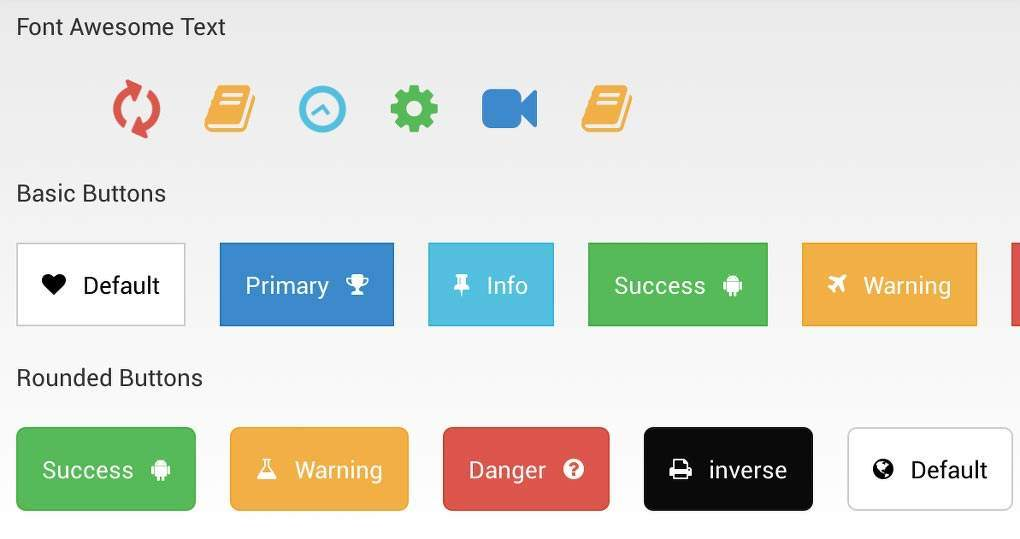 Font Awesome Text
Basic Buttons
Default Primary Info Success Warning
Rounded Buttons
Success Warning Danger inverse Default